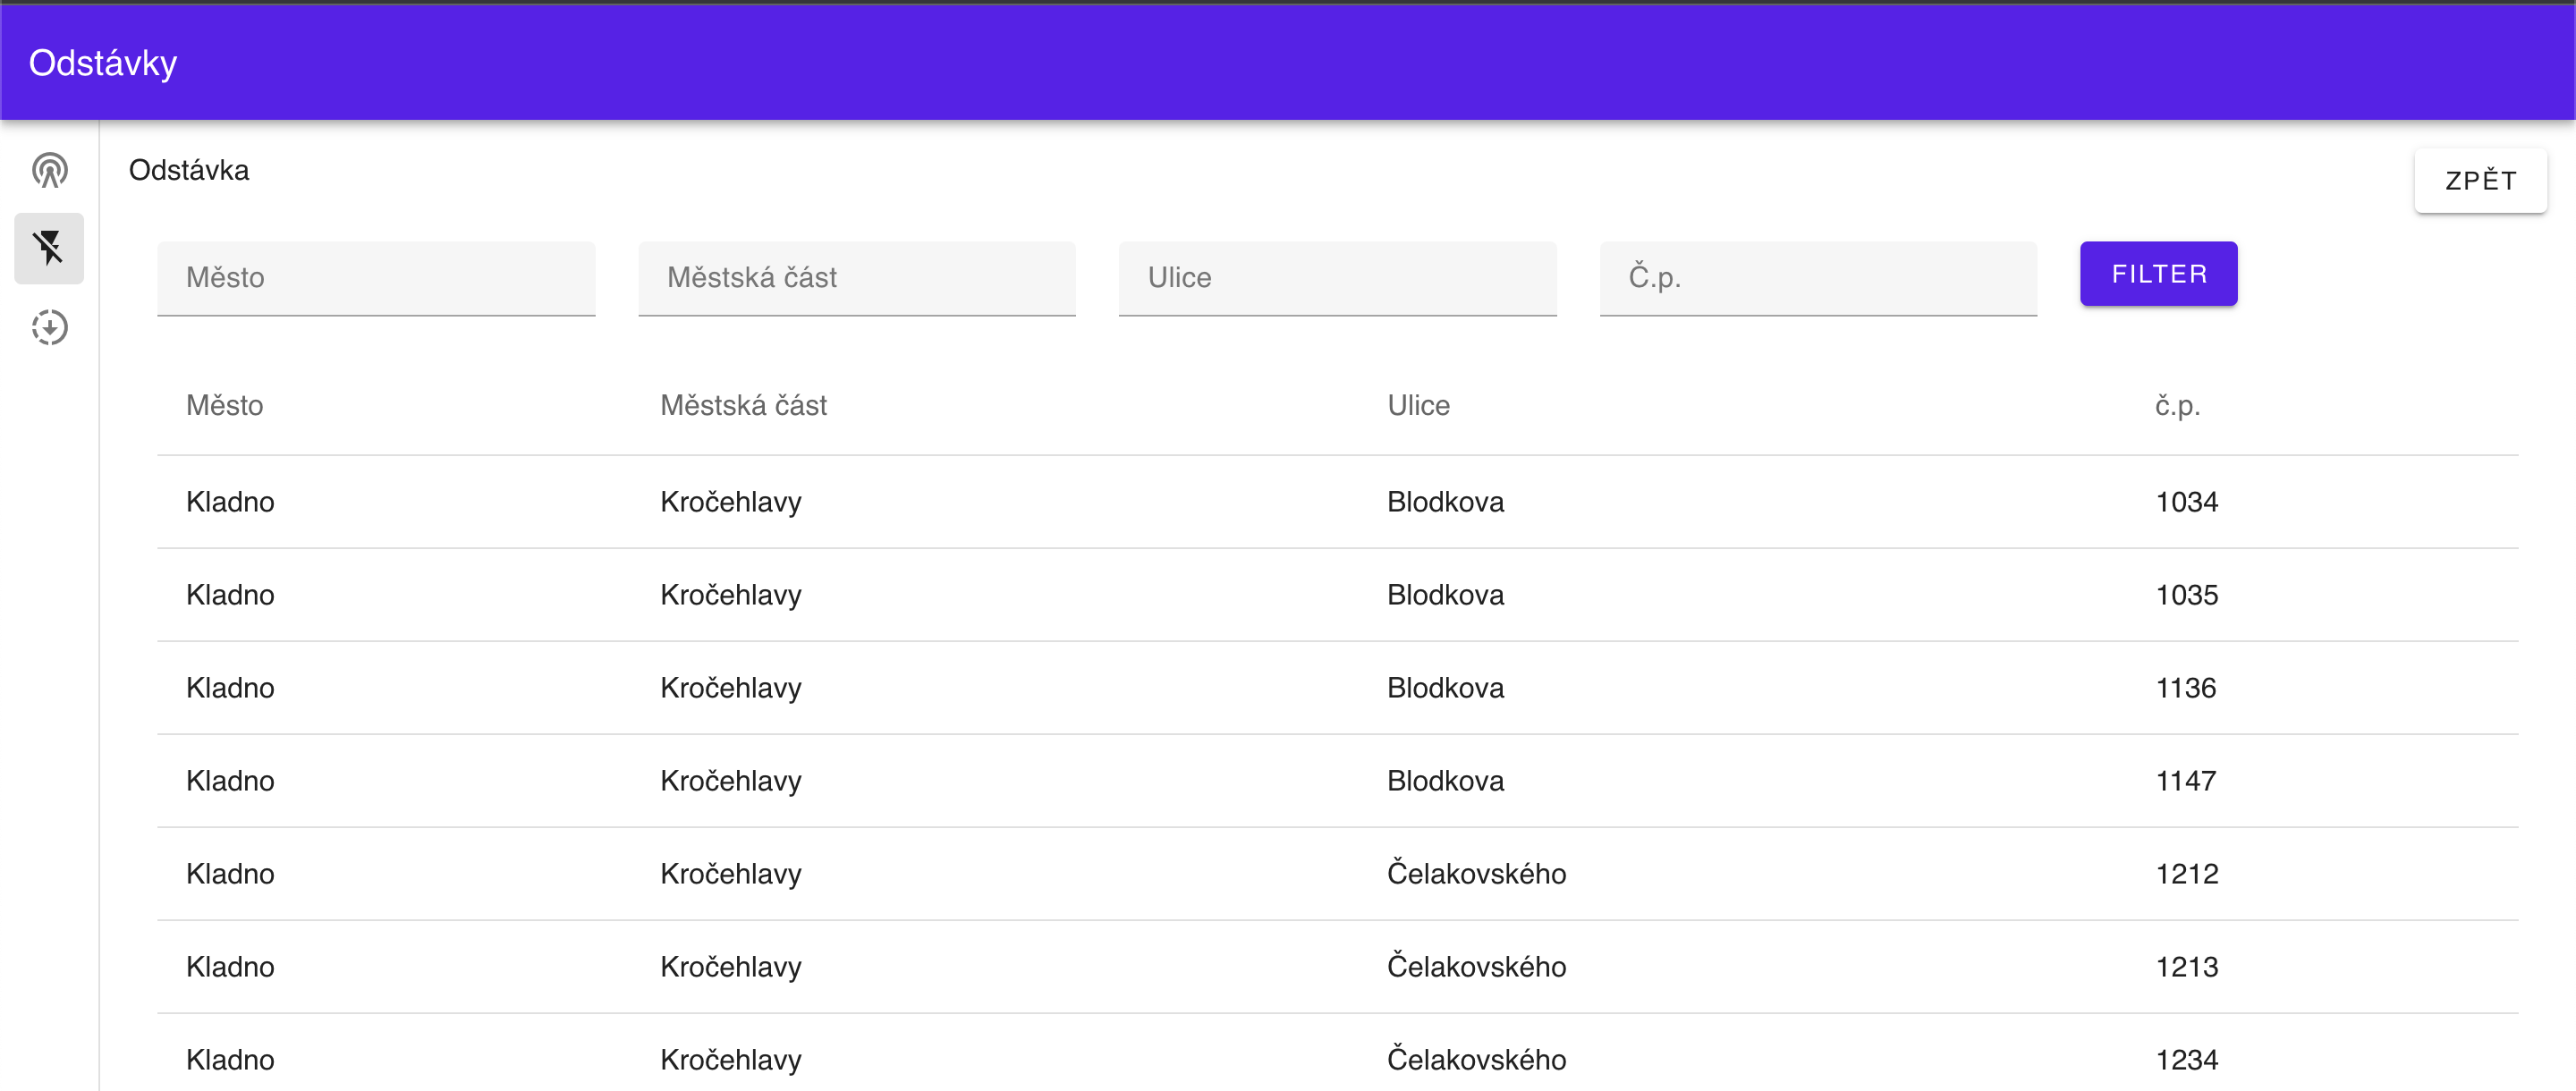 Odstávky
Odstávka
ZPĚT
Město Městská část Ulice Č.p. FILTER
Město Městská část Ulice č.p.
Kladno Kročehlavy Blodkova 1034
Kladno Kročehlavy Blodkova 1035
Kladno Kročehlavy Blodkova 1136
Kladno Kročehlavy Blodkova 1147
Kladno Kročehlavy Čelakovského 1212
Kladno Kročehlavy Čelakovského 1213
Kladno Kročehlavy Čelakovského 1234